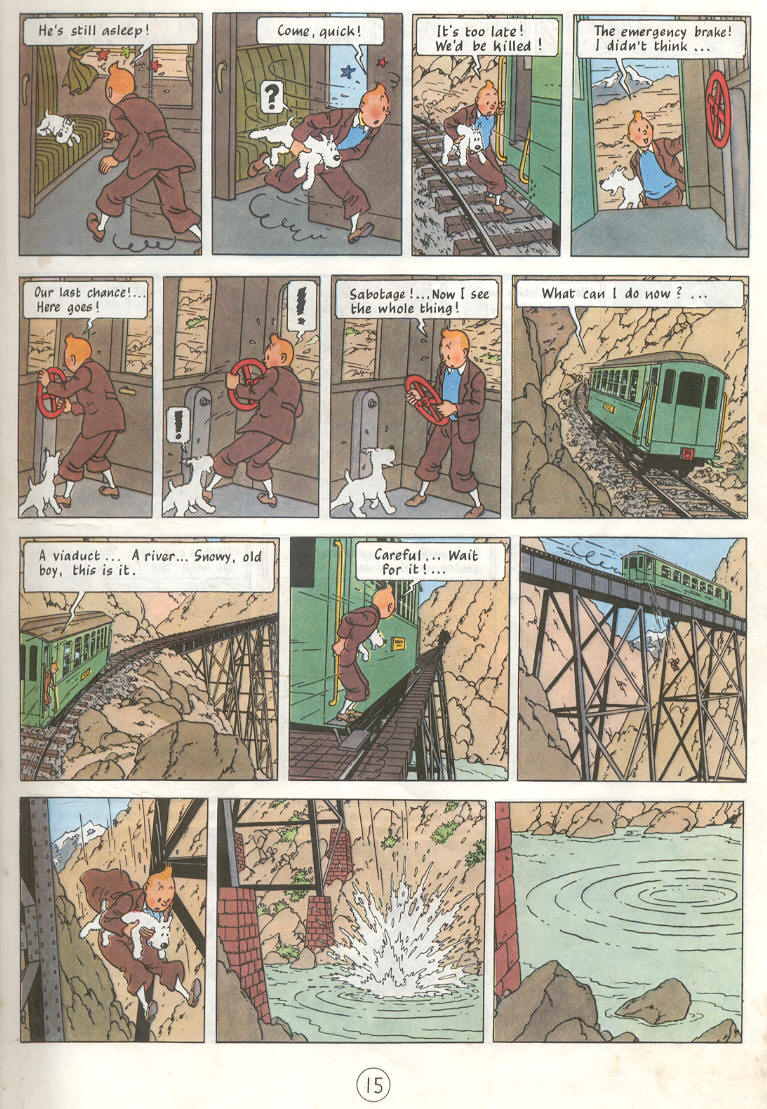 He's still asleep!
Come, quick!
?
It's too late!
We'd be killed!
The emergency brake!
I didn't think ...
Our last chance!...
Here goes!
!
!
Sabotage!...Now I see
the whole thing!
What can I do now? ...
A viaduct ... A river... Snowy, old
boy, this is it.
Careful... Wait
for it!...
15